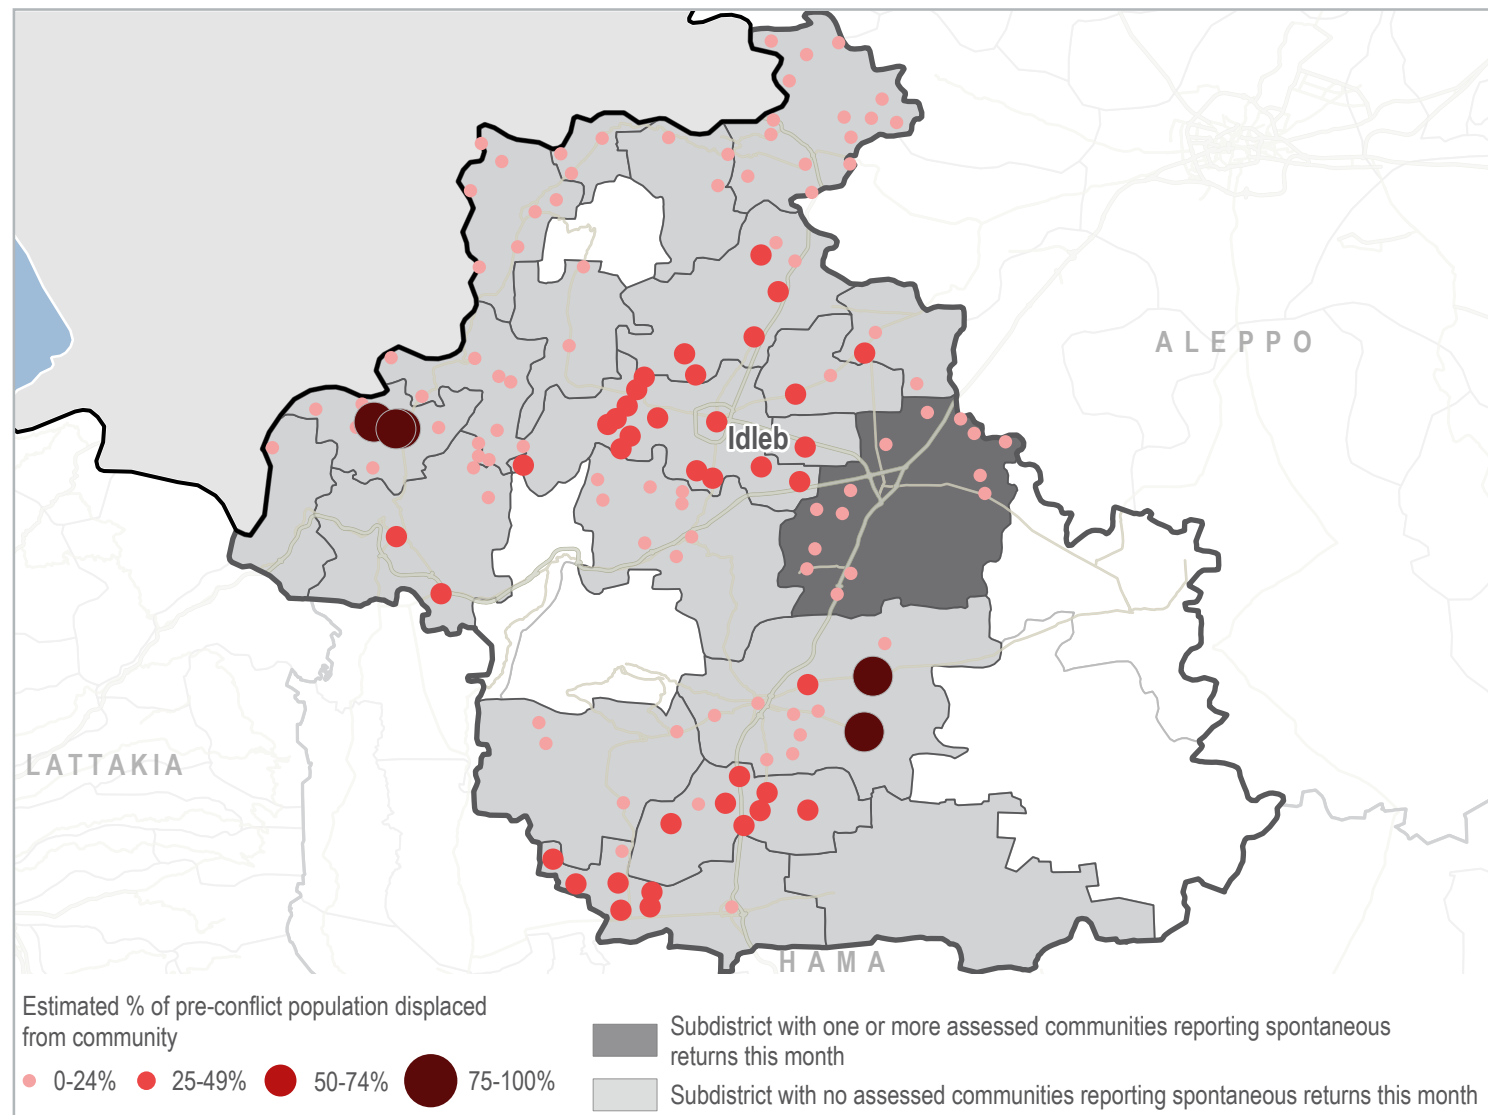 Idleb
ALEPPO
LATTAKIA
HAMA
Estimated % of pre-conflict population displaced
from community
0-24%
25-49%
50-74%
75-100%
Subdistrict with one or more assessed communities reporting spontaneous
returns this month
Subdistrict with no assessed communities reporting spontaneous returns this month